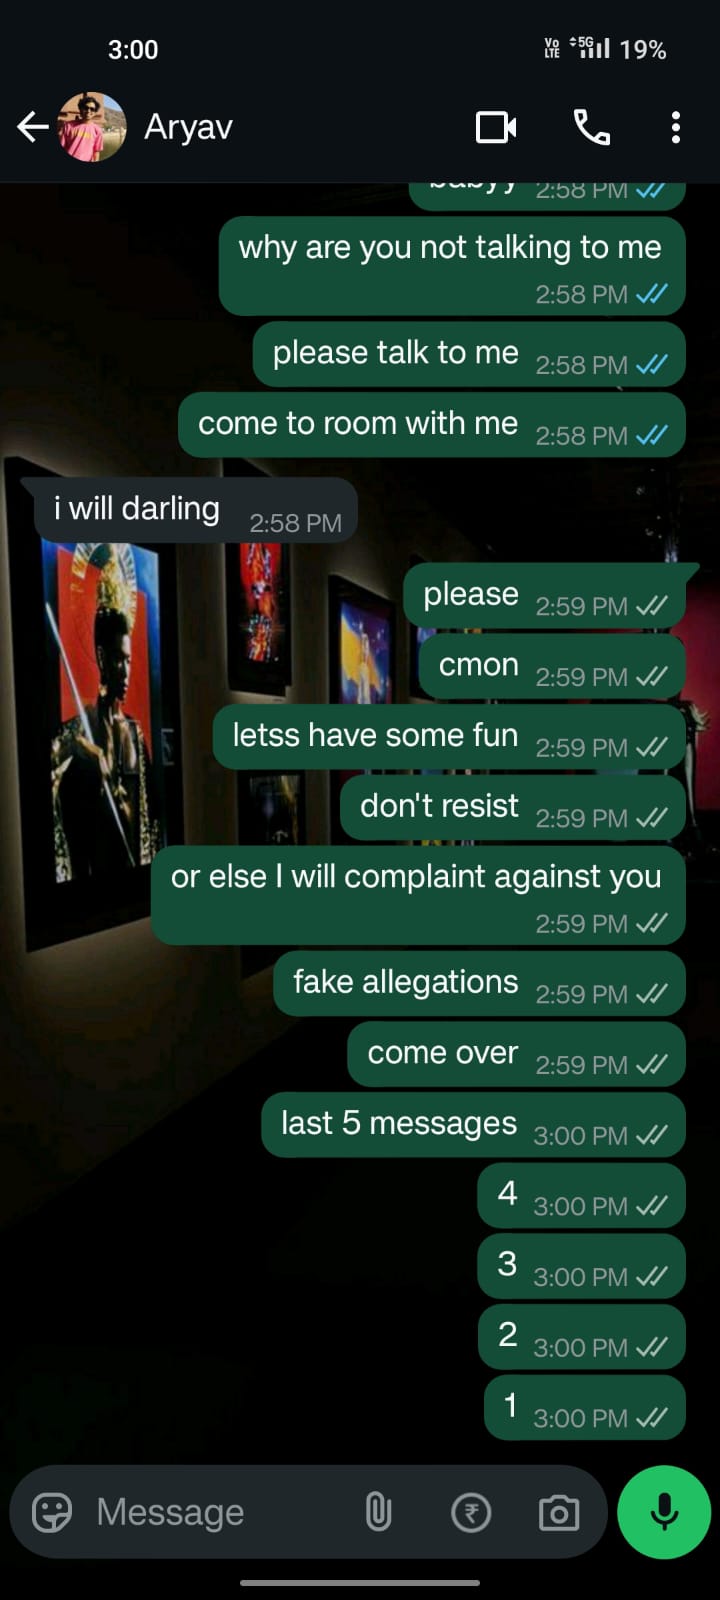 3:00
Vo LTE 5G 19%
Aryav
babyy 2:58 PM
why are you not talking to me
2:58 PM
please talk to me 2:58 PM
come to room with me 2:58 PM
i will darling 2:58 PM
please 2:59 PM
cmon 2:59 PM
letss have some fun 2:59 PM
don't resist 2:59 PM
or else I will complaint against you
2:59 PM
fake allegations 2:59 PM
come over 2:59 PM
last 5 messages 3:00 PM
4 3:00 PM
3 3:00 PM
2 3:00 PM
1 3:00 PM
Message